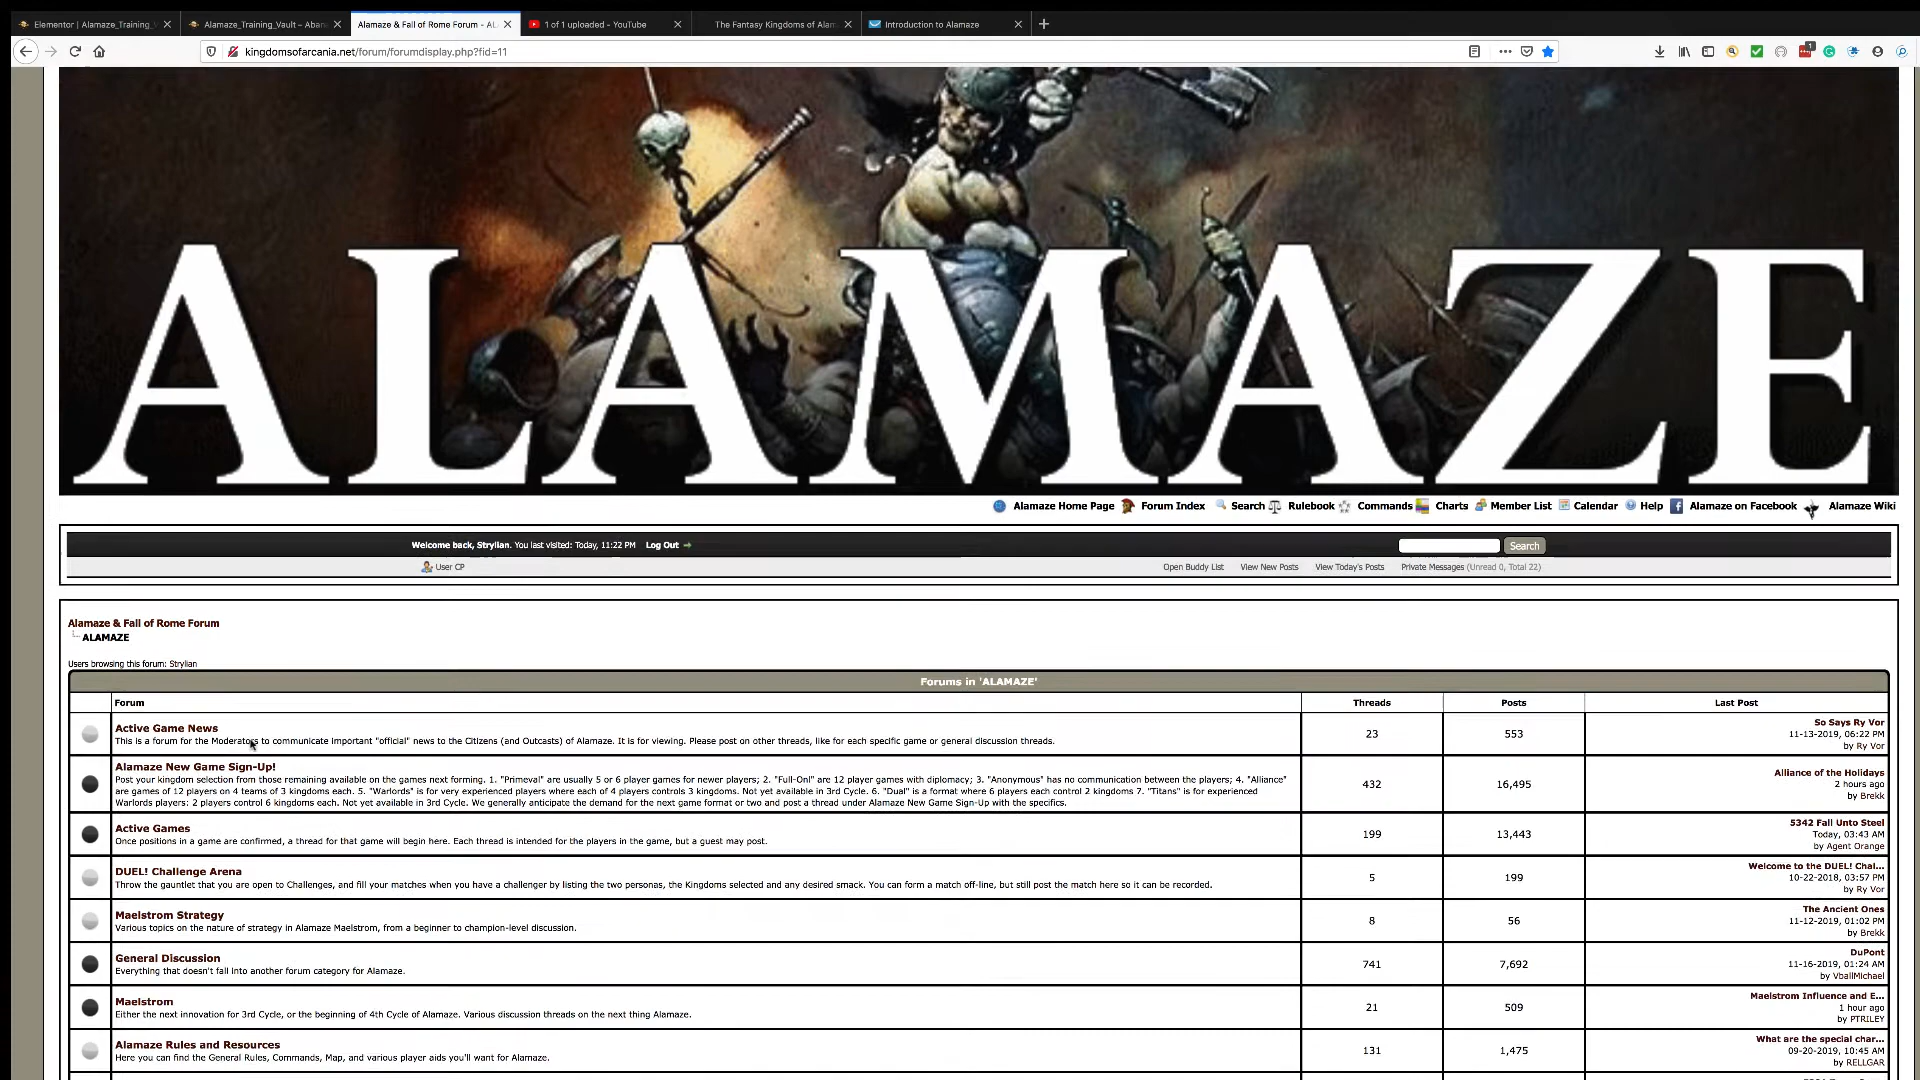 Elementor | Alamaze_Training_
Alamaze_Training_Vault – Aban
Alamaze & Fall of Rome Forum - AL
1 of 1 uploaded - YouTube
The Fantasy Kingdoms of Alam
Introduction to Alamaze
kingdomsofarcania.net/forum/forumdisplay.php?fid=11
1
ALAMAZE
Alamaze Home Page Forum Index Search Rulebook Commands Charts Member List Calendar Help Alamaze on Facebook Alamaze Wiki
Welcome back, Strylian. You last visited: Today, 11:22 PM Log Out
Search
User CP
Open Buddy List View New Posts View Today's Posts Private Messages (Unread 0, Total 22)
Alamaze & Fall of Rome Forum
ALAMAZE
Users browsing this forum: Strylian
Forums in 'ALAMAZE'
Forum Threads Posts Last Post
Active Game News
This is a forum for the Moderators to communicate important "official" news to the Citizens (and Outcasts) of Alamaze. It is for viewing. Please post on other threads, like for each specific game or general discussion threads.
23
553
So Says Ry Vor
11-13-2019, 06:22 PM
by Ry Vor
Alamaze New Game Sign-Up!
Post your kingdom selection from those remaining available on the games next forming. 1. "Primeval" are usually 5 or 6 player games for newer players; 2. "Full-On!" are 12 player games with diplomacy; 3. "Anonymous" has no communication between the players; 4. "Alliance"
are games of 12 players on 4 teams of 3 kingdoms each. 5. "Warlords" is for very experienced players where each of 4 players controls 3 kingdoms. Not yet available in 3rd Cycle. 6. "Dual" is a format where 6 players each control 2 kingdoms 7. "Titans" is for experienced
Warlords players: 2 players control 6 kingdoms each. Not yet available in 3rd Cycle. We generally anticipate the demand for the next game format or two and post a thread under Alamaze New Game Sign-Up with the specifics.
432
16,495
Alliance of the Holidays
2 hours ago
by Brekk
Active Games
Once positions in a game are confirmed, a thread for that game will begin here. Each thread is intended for the players in the game, but a guest may post.
199
13,443
5342 Fall Unto Steel
Today, 03:43 AM
by Agent Orange
DUEL! Challenge Arena
Throw the gauntlet that you are open to Challenges, and fill your matches when you have a challenger by listing the two personas, the Kingdoms selected and any desired smack. You can form a match off-line, but still post the match here so it can be recorded.
5
199
Welcome to the DUEL! Chal...
10-22-2018, 03:57 PM
by Ry Vor
Maelstrom Strategy
Various topics on the nature of strategy in Alamaze Maelstrom, from a beginner to champion-level discussion.
8
56
The Ancient Ones
11-12-2019, 01:02 PM
by Brekk
General Discussion
Everything that doesn't fall into another forum category for Alamaze.
741
7,692
DuPont
11-16-2019, 01:24 AM
by VballMichael
Maelstrom
Either the next innovation for 3rd Cycle, or the beginning of 4th Cycle of Alamaze. Various discussion threads on the next thing Alamaze.
21
509
Maelstrom Influence and E...
1 hour ago
by PTRILEY
Alamaze Rules and Resources
Here you can find the General Rules, Commands, Map, and various player aids you'll want for Alamaze.
131
1,475
What are the special char...
09-20-2019, 10:45 AM
by RELLGAR